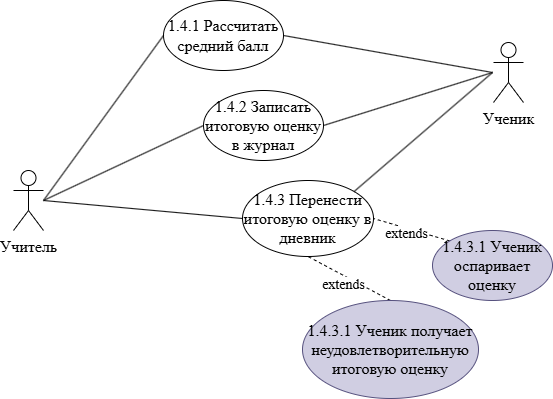 1.4.1 Рассчитать
средний балл
Ученик
1.4.2 Записать
итоговую оценку
в журнал
Учитель
1.4.3 Перенести
итоговую оценку в
дневник
extends
1.4.3.1 Ученик
оспаривает
оценку
extends
1.4.3.1 Ученик получает
неудовлетворительную
итоговую оценку